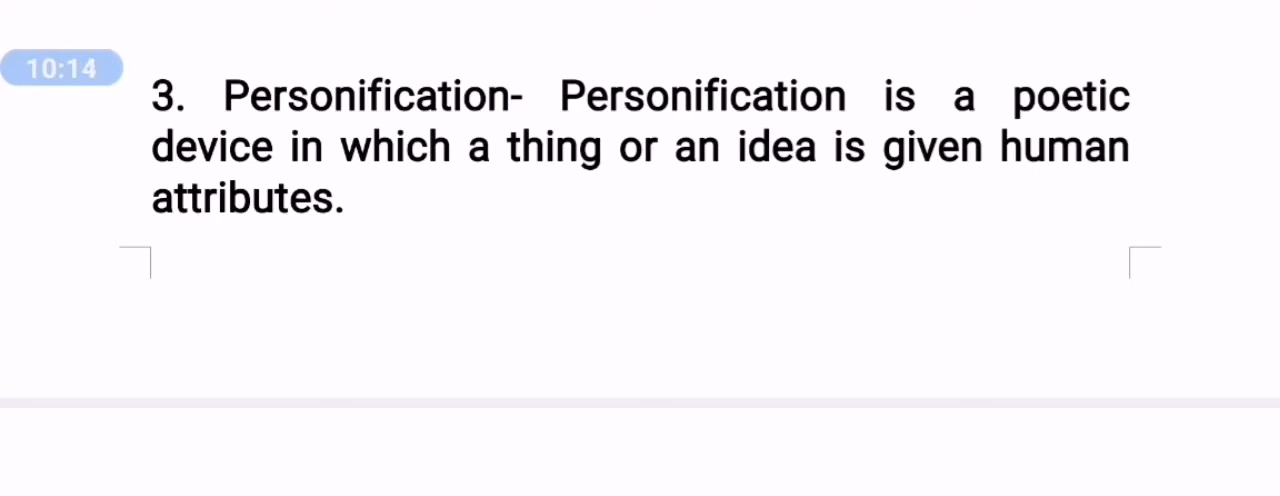 10:14
3. Personification- Personification is a poetic
device in which a thing or an idea is given human
attributes.